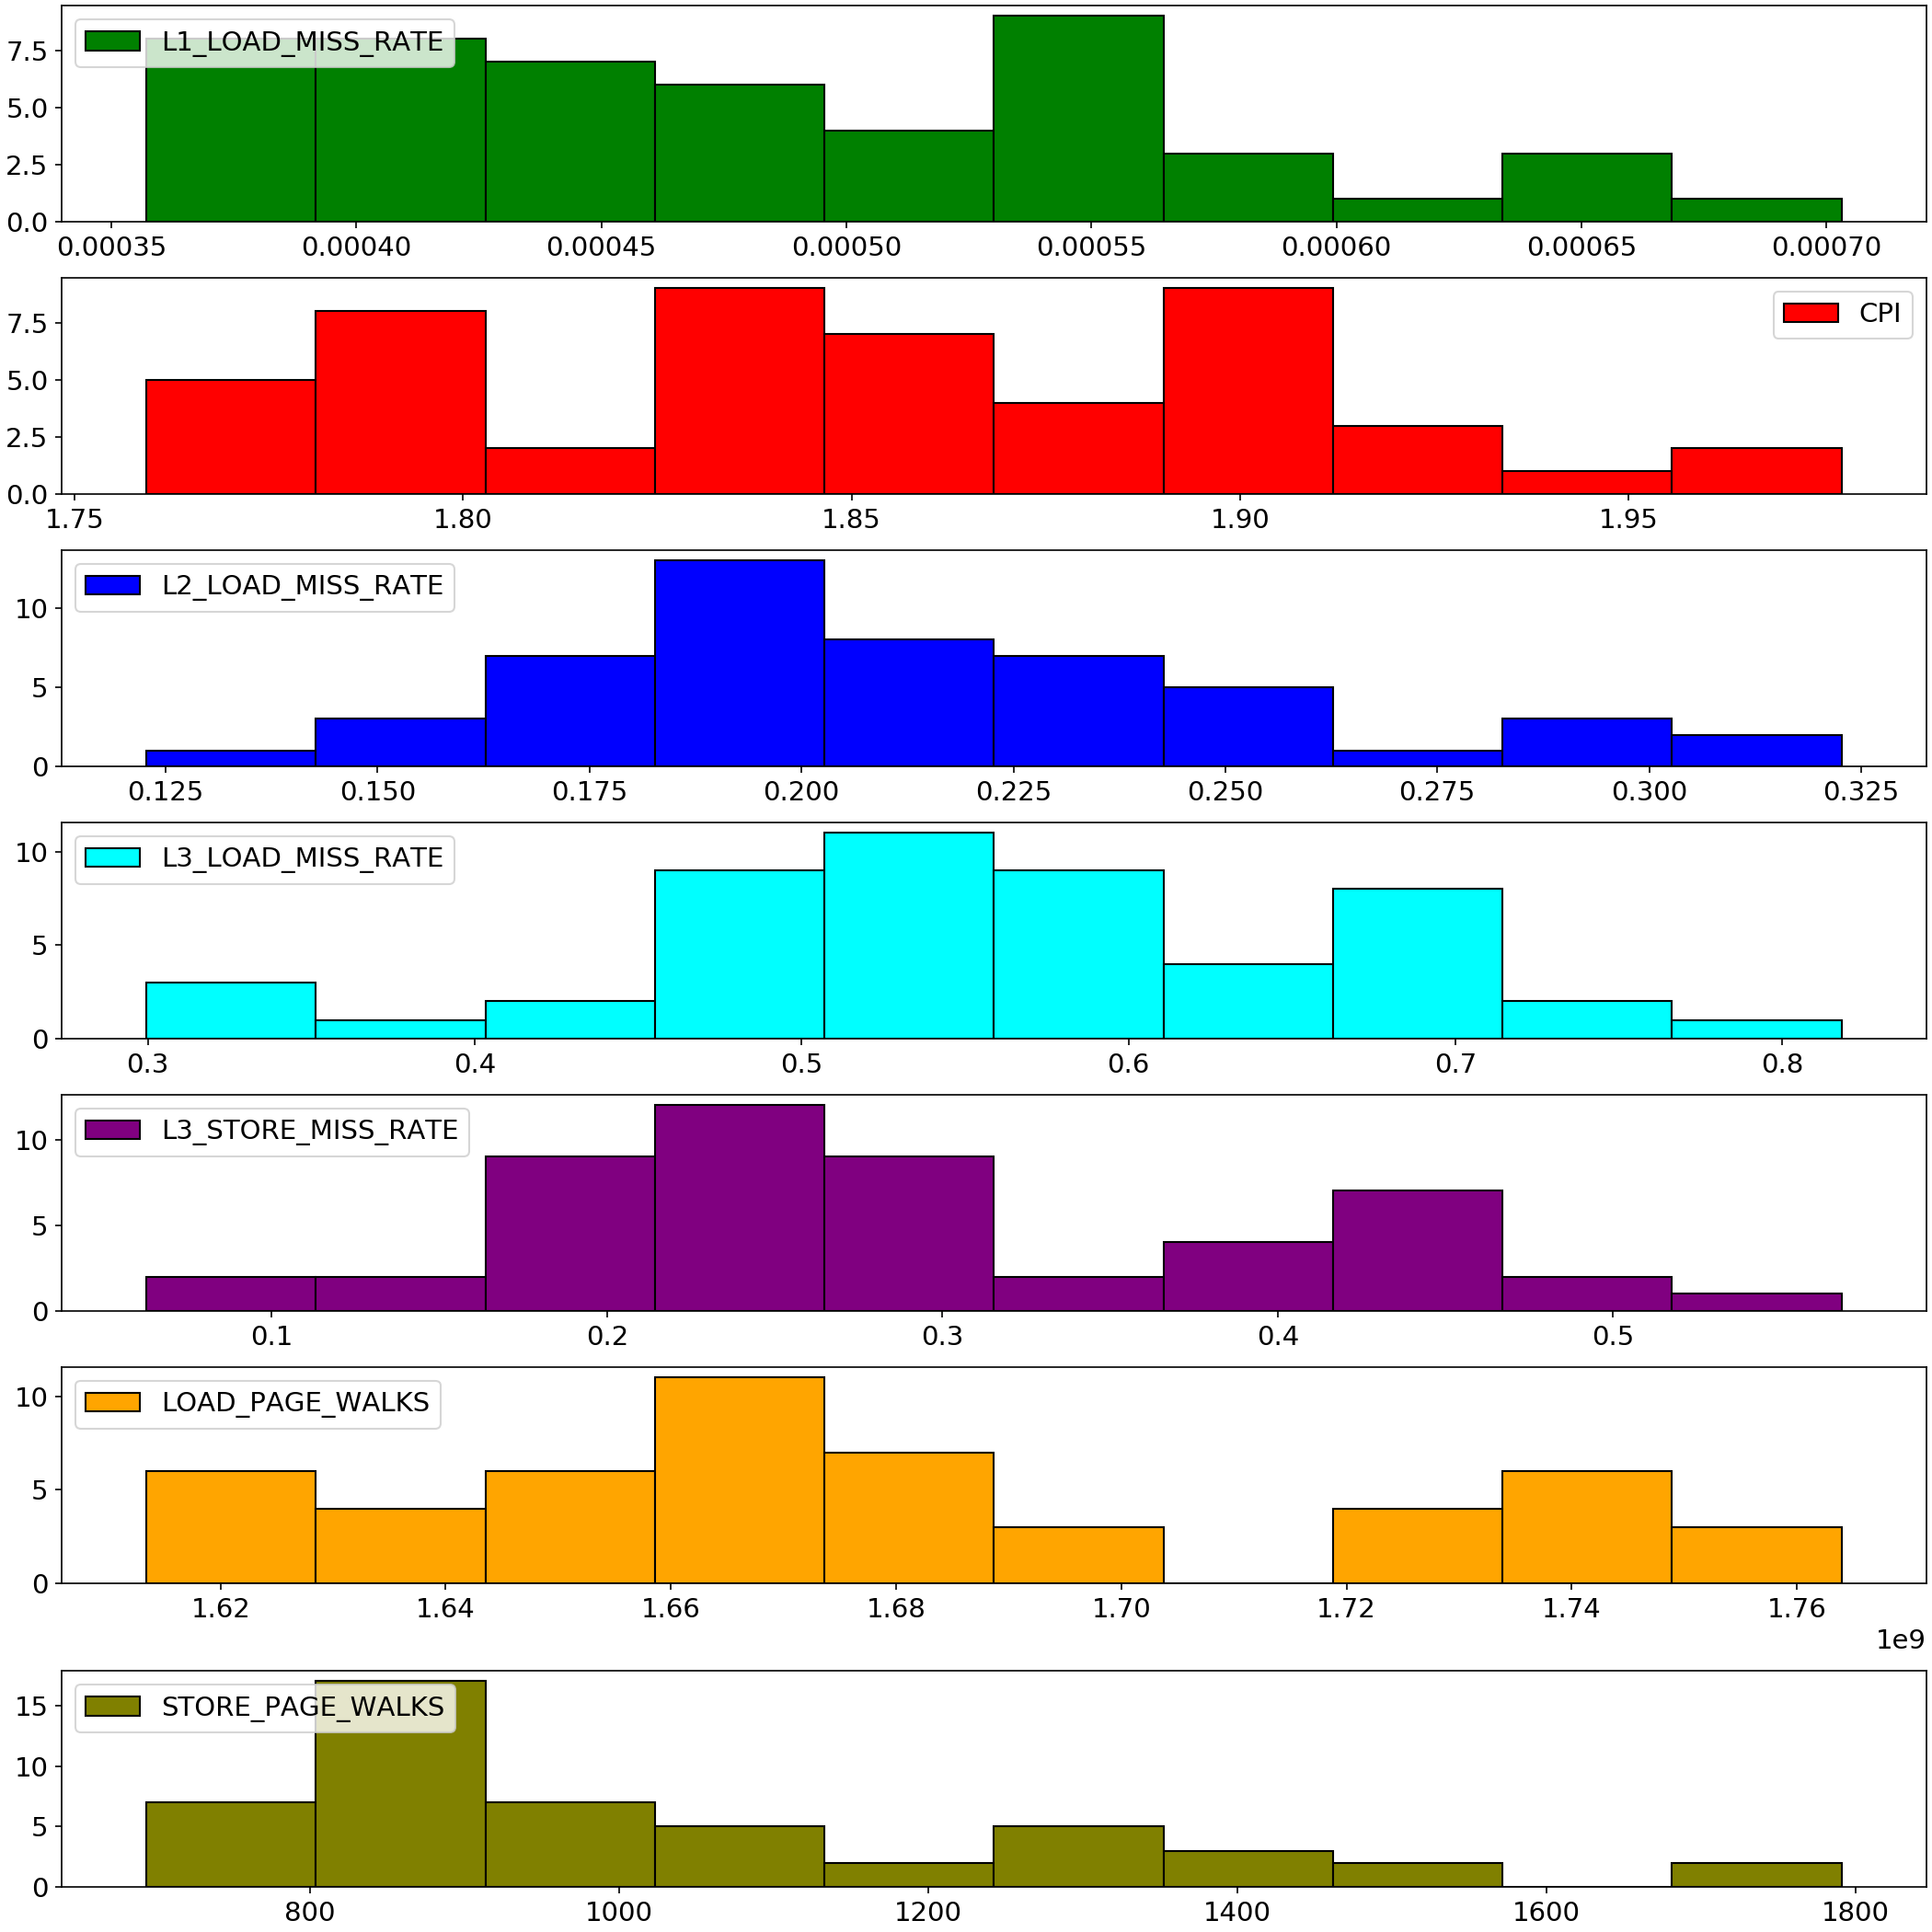 L1_LOAD_MISS_RATE
7.5
5.0
2.5
0.0
0.00035 0.00040 0.00045 0.00050 0.00055 0.00060 0.00065 0.00070
CPI
7.5
5.0
2.5
0.0
1.75 1.80 1.85 1.90 1.95
L2_LOAD_MISS_RATE
10
5
0
0.125 0.150 0.175 0.200 0.225 0.250 0.275 0.300 0.325
L3_LOAD_MISS_RATE
10
5
0
0.3 0.4 0.5 0.6 0.7 0.8
L3_STORE_MISS_RATE
10
5
0
0.1 0.2 0.3 0.4 0.5
LOAD_PAGE_WALKS
10
5
0
1.62 1.64 1.66 1.68 1.70 1.72 1.74 1.76
1e9
STORE_PAGE_WALKS
15
10
5
0
800 1000 1200 1400 1600 1800